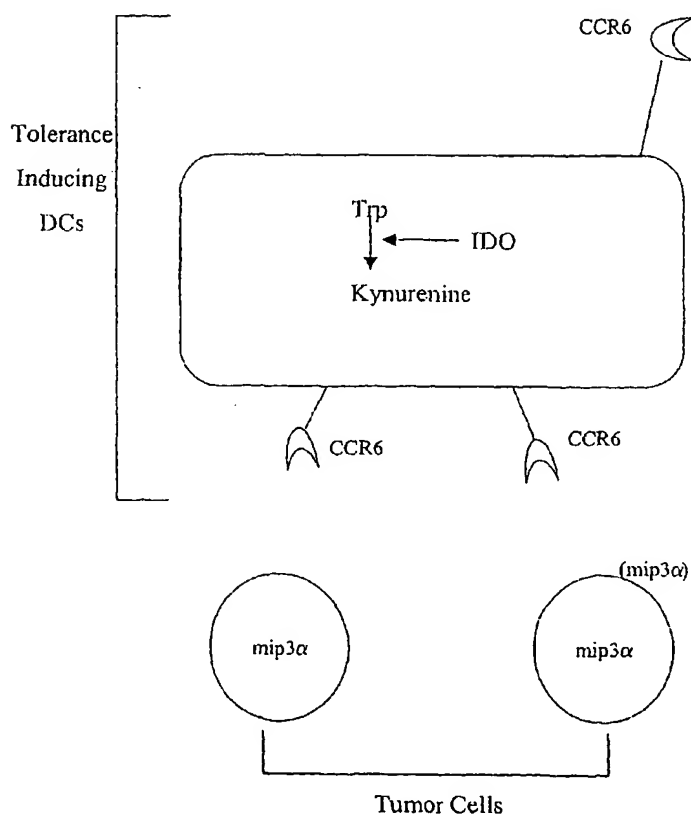 CCR6
Tolerance
Inducing
DCs
Trp
IDO
Kynurenine
CCR6
CCR6
(mip3α)
mip3α
mip3α
Tumor Cells